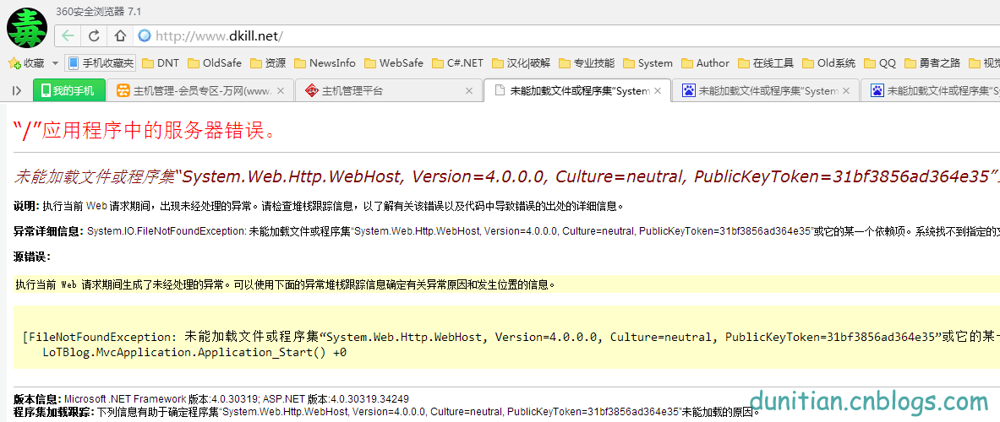 毒
360安全浏览器 7.1
http://www.dkill.net/
收藏 手机收藏夹 DNT OldSafe 资源 NewsInfo WebSafe C#.NET 汉化|破解 专业技能 System Author 在线工具 Old系统 QQ 勇者之路 视觉
我的手机 主机管理-会员专区-万网(www. 主机管理平台 未能加载文件或程序集“System 未能加载文件或程序集“System 未能加载文件或程序集“S
“/”应用程序中的服务器错误。
未能加载文件或程序集“System.Web.Http.WebHost, Version=4.0.0.0, Culture=neutral, PublicKeyToken=31bf3856ad364e35”
说明: 执行当前 Web 请求期间，出现未经处理的异常。请检查堆栈跟踪信息，以了解有关该错误以及代码中导致错误的出处的详细信息。
异常详细信息: System.IO.FileNotFoundException: 未能加载文件或程序集“System.Web.Http.WebHost, Version=4.0.0.0, Culture=neutral, PublicKeyToken=31bf3856ad364e35”或它的某一个依赖项。系统找不到指定的
源错误:
执行当前 Web 请求期间生成了未经处理的异常。可以使用下面的异常堆栈跟踪信息确定有关异常原因和发生位置的信息。
[FileNotFoundException: 未能加载文件或程序集“System.Web.Http.WebHost, Version=4.0.0.0, Culture=neutral, PublicKeyToken=31bf3856ad364e35”或它的某一
LoTBlog.MvcApplication.Application_Start() +0
版本信息: Microsoft .NET Framework 版本:4.0.30319; ASP.NET 版本:4.0.30319.34249
程序集加载跟踪: 下列信息有助于确定程序集“System.Web.Http.WebHost, Version=4.0.0.0, Culture=neutral, PublicKeyToken=31bf3856ad364e35”未能加载的原因。
dunitian.cnblogs.com